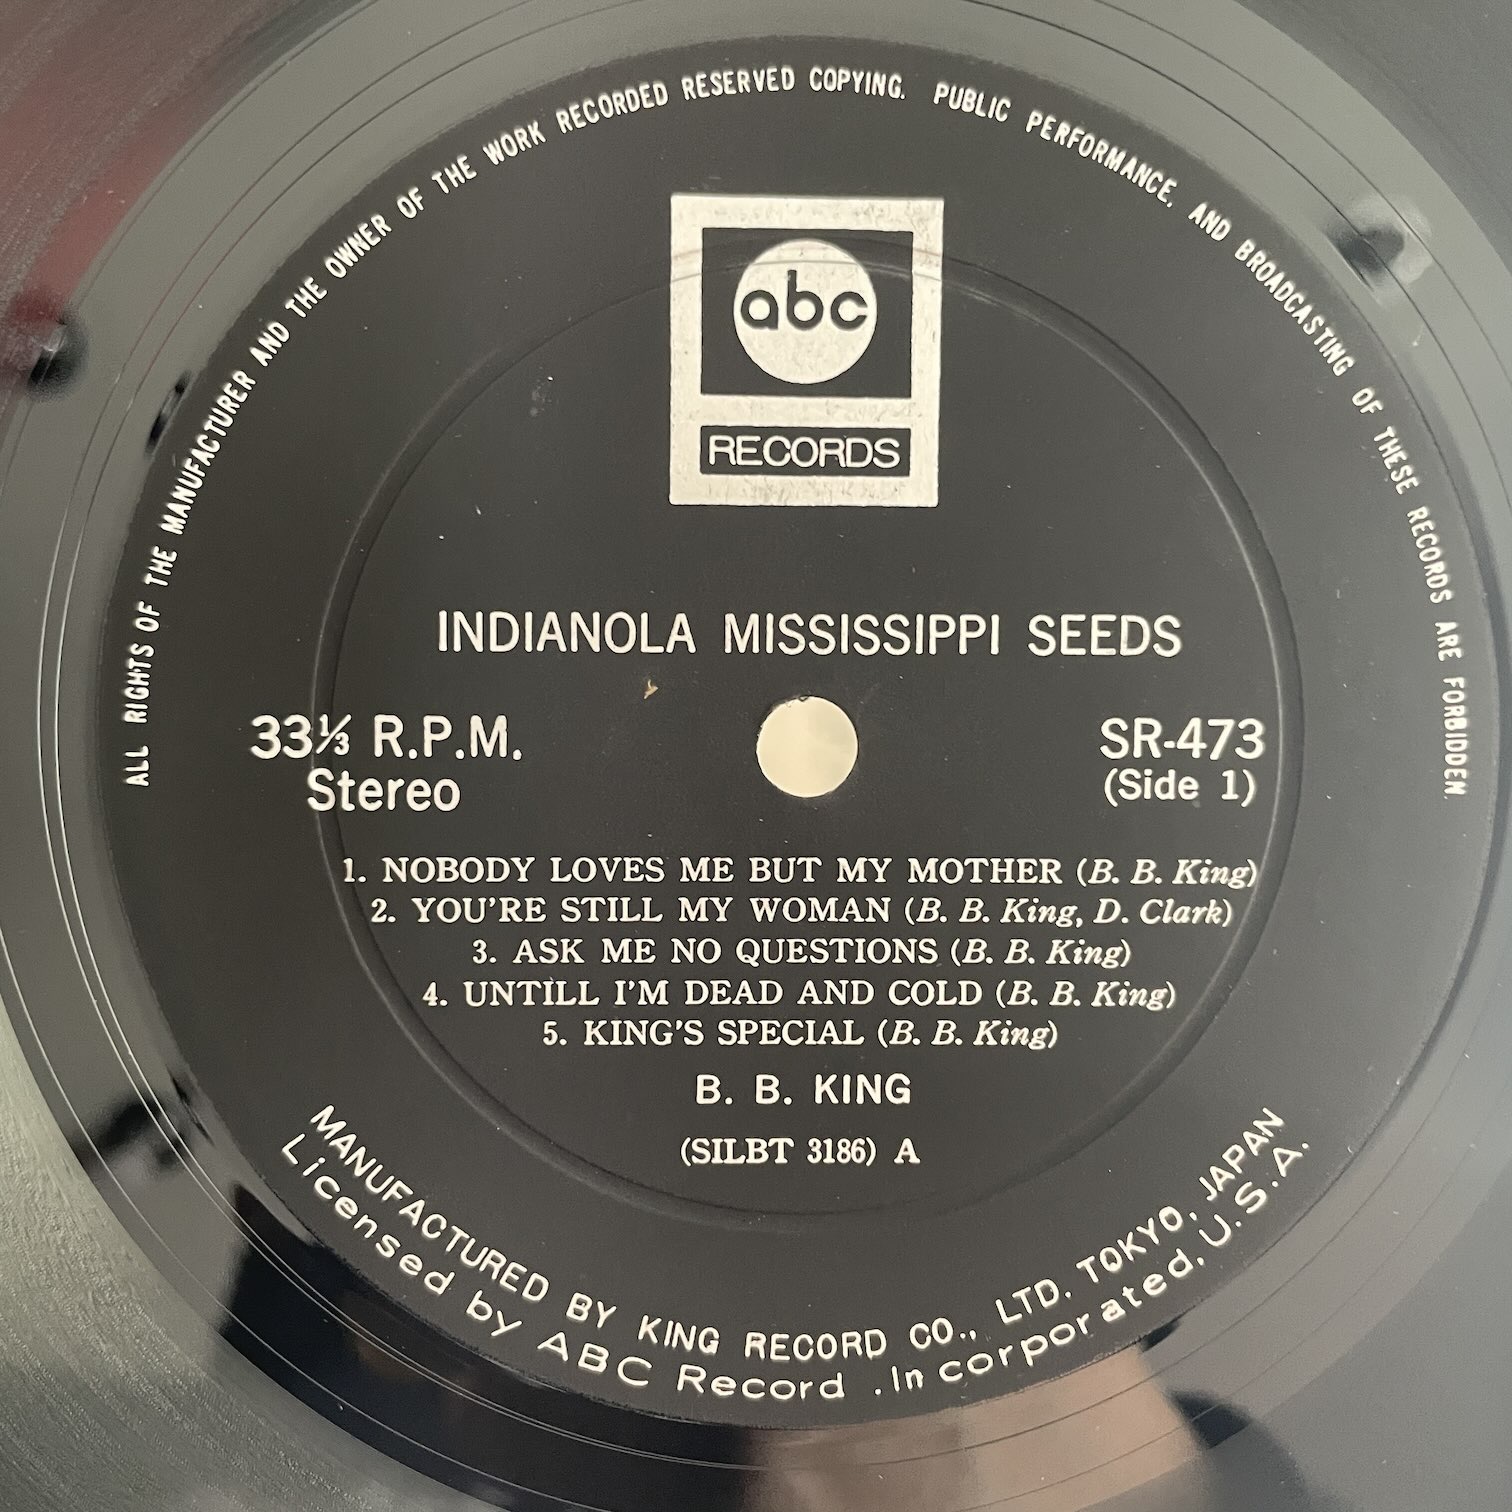 ALL RIGHTS OF THE MANUFACTURER AND THE OWNER OF THE WORK RECORDED RESERVED COPYING. PUBLIC PERFORMANCE. AND BROADCASTING OF THESE RECORDS ARE FORBIDDEN.
abc
RECORDS
INDIANOLA MISSISSIPPI SEEDS
33⅓ R.P.M.
Stereo
SR-473
(Side 1)
1. NOBODY LOVES ME BUT MY MOTHER (B. B. King)
2. YOU'RE STILL MY WOMAN (B. B. King, D. Clark)
3. ASK ME NO QUESTIONS (B. B. King)
4. UNTILL I'M DEAD AND COLD (B. B. King)
5. KING'S SPECIAL (B. B. King)
B. B. KING
(SILBT 3186) A
MANUFACTURED BY KING RECORD CO., LTD. TOKYO, JAPAN
Licensed by ABC Record . Incorporated, U.S.A.